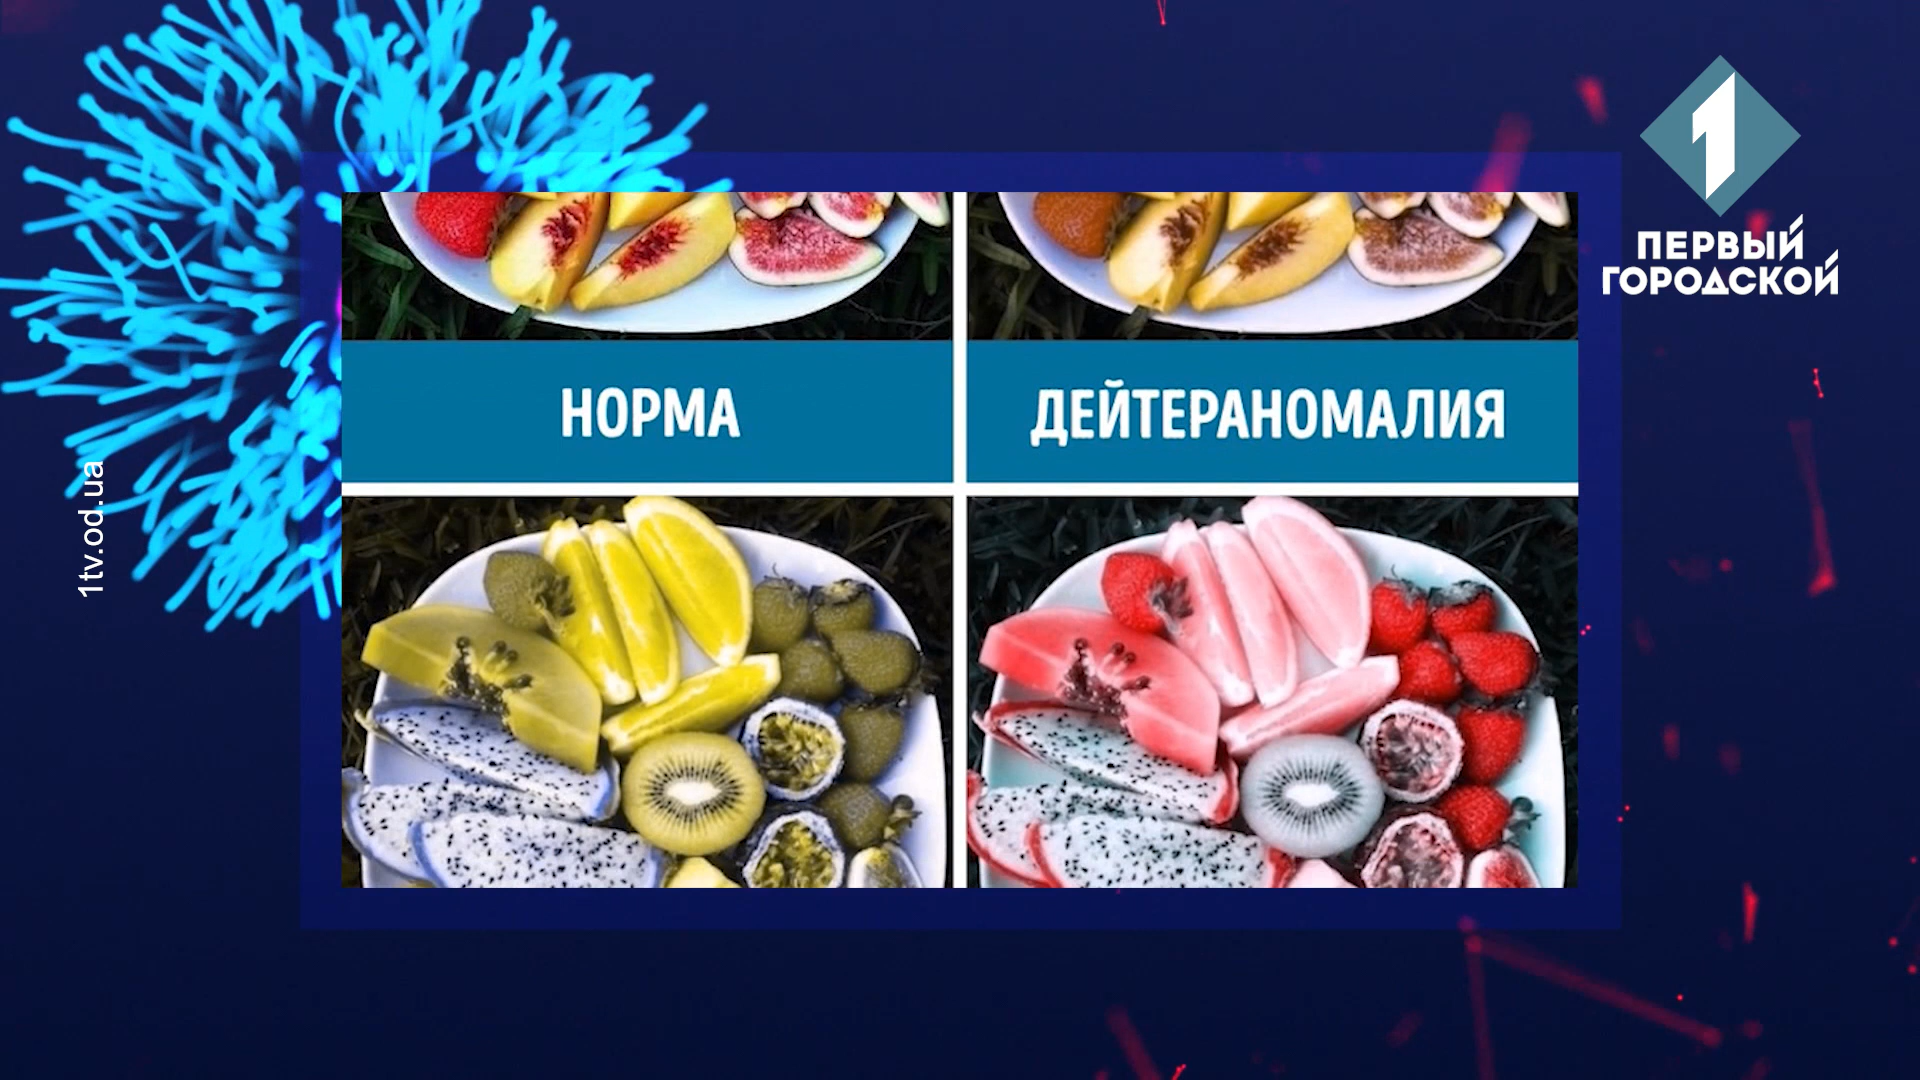 1
ПЕРВЫЙ
ГОРОДСКОЙ
НОРМА
ДЕЙТЕРАНОМАЛИЯ
1tv.od.ua